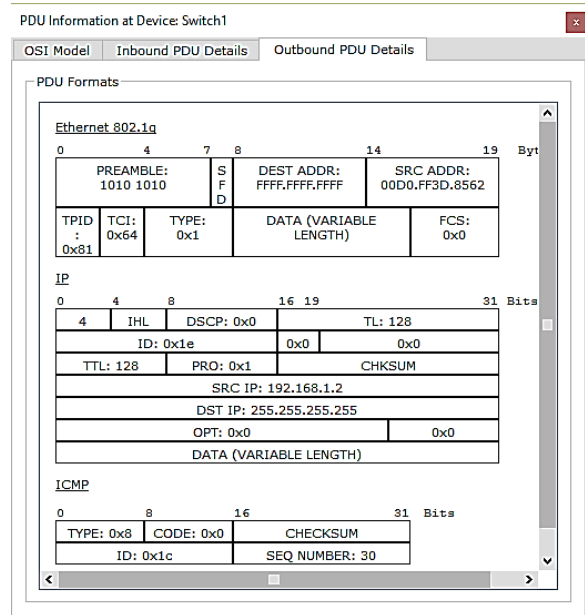 PDU Information at Device: Switch1
x
OSI Model Inbound PDU Details Outbound PDU Details
PDU Formats
Ethernet 802.1q
0 4 7 8 14 19 Byt
PREAMBLE: 1010 1010 SFD DEST ADDR: FFFF.FFFF.FFFF SRC ADDR: 00D0.FF3D.8562
TPID: 0x81 TCI: 0x64 TYPE: 0x1 DATA (VARIABLE LENGTH) FCS: 0x0
IP
0 4 8 16 19 31 Bits
4 IHL DSCP: 0x0 TL: 128
ID: 0x1e 0x0 0x0
TTL: 128 PRO: 0x1 CHKSUM
SRC IP: 192.168.1.2
DST IP: 255.255.255.255
OPT: 0x0 0x0
DATA (VARIABLE LENGTH)
ICMP
0 8 16 31 Bits
TYPE: 0x8 CODE: 0x0 CHECKSUM
ID: 0x1c SEQ NUMBER: 30